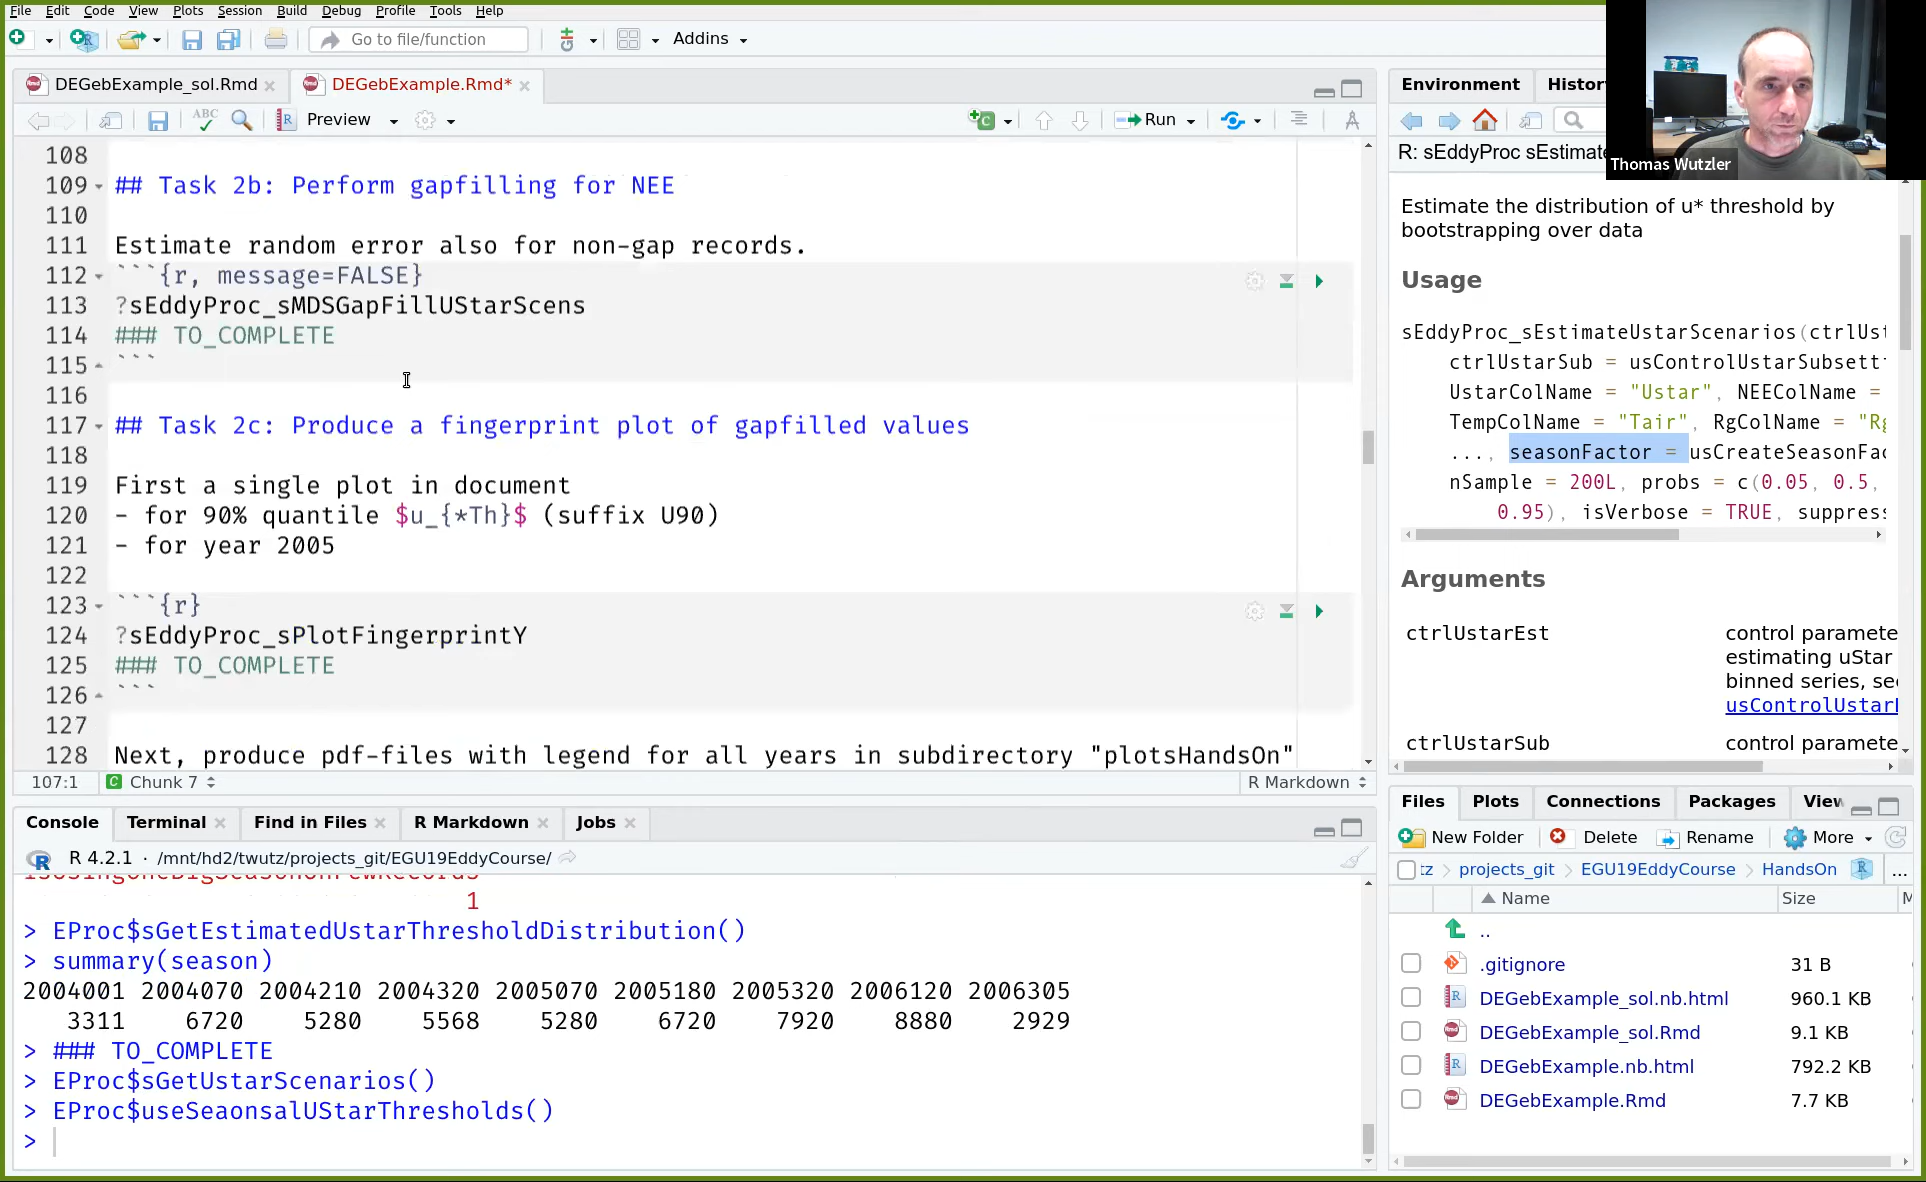 File Edit Code View Plots Session Build Debug Profile Tools Help
Go to file/function
Addins
DEGebExample_sol.Rmd
DEGebExample.Rmd*
ABC
Preview
Run
108
109 ## Task 2b: Perform gapfilling for NEE
110
111 Estimate random error also for non-gap records.
112 ```{r, message=FALSE}
113 ?sEddyProc_sMDSGapFillUStarScens
114 ### TO_COMPLETE
115 ```
116
117 ## Task 2c: Produce a fingerprint plot of gapfilled values
118
119 First a single plot in document
120 - for 90% quantile $u_{*Th}$ (suffix U90)
121 - for year 2005
122
123 ```{r}
124 ?sEddyProc_sPlotFingerprintY
125 ### TO_COMPLETE
126 ```
127
128 Next, produce pdf-files with legend for all years in subdirectory "plotsHandsOn"
107:1 Chunk 7 R Markdown
Console Terminal Find in Files R Markdown Jobs
R 4.2.1 · /mnt/hd2/twutz/projects_git/EGU19EddyCourse/
1
> EProc$sGetEstimatedUstarThresholdDistribution()
> summary(season)
2004001 2004070 2004210 2004320 2005070 2005180 2005320 2006120 2006305
3311 6720 5280 5568 5280 6720 7920 8880 2929
> ### TO_COMPLETE
> EProc$sGetUstarScenarios()
> EProc$useSeaonsalUStarThresholds()
>
Environment Histor
R: sEddyProc sEstimate
Thomas Wutzler
Estimate the distribution of u* threshold by
bootstrapping over data
Usage
sEddyProc_sEstimateUstarScenarios(ctrlUst
ctrlUstarSub = usControlUstarSubsett
UstarColName = "Ustar", NEEColName =
TempColName = "Tair", RgColName = "Rg
..., seasonFactor = usCreateSeasonFac
nSample = 200L, probs = c(0.05, 0.5,
0.95), isVerbose = TRUE, suppress
Arguments
ctrlUstarEst control paramete
estimating uStar
binned series, see
usControlUstar
ctrlUstarSub control paramete
Files Plots Connections Packages View
New Folder Delete Rename More
tz projects_git EGU19EddyCourse HandsOn ...
Name Size M
..
.gitignore 31 B
DEGebExample_sol.nb.html 960.1 KB
DEGebExample_sol.Rmd 9.1 KB
DEGebExample.nb.html 792.2 KB
DEGebExample.Rmd 7.7 KB